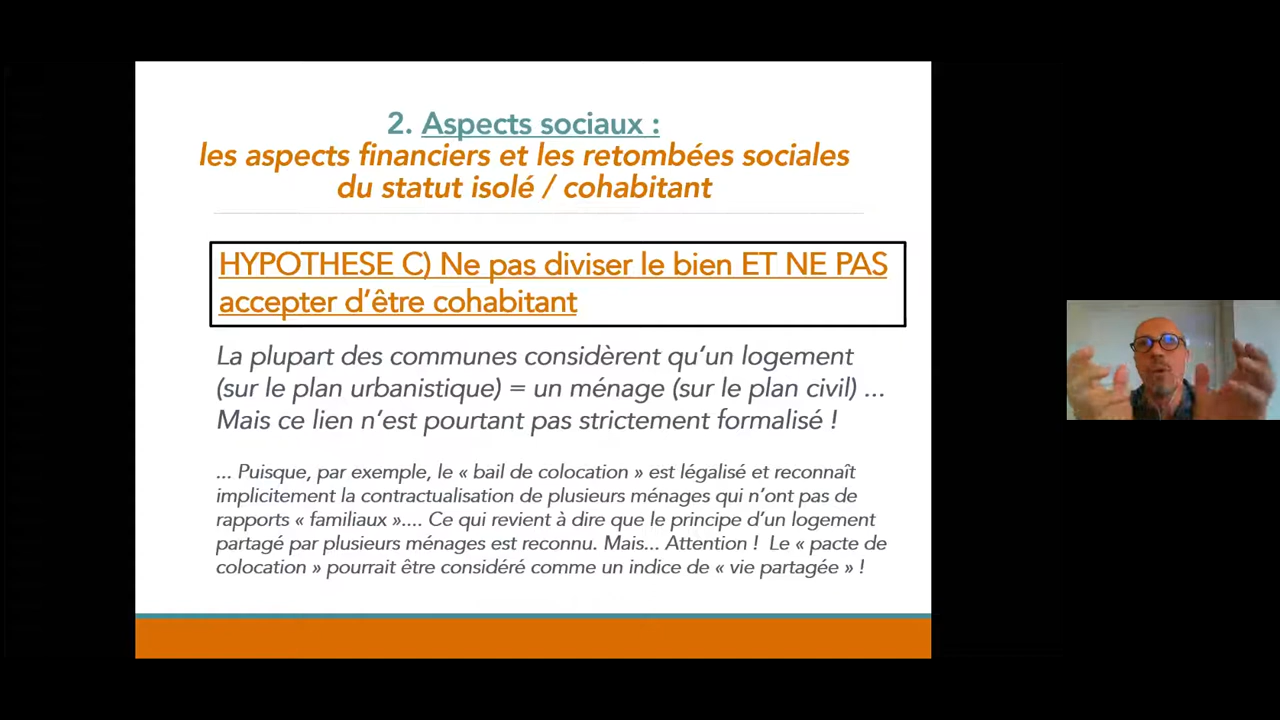 2. Aspects sociaux :
les aspects financiers et les retombées sociales
du statut isolé / cohabitant
HYPOTHESE C) Ne pas diviser le bien ET NE PAS
accepter d’être cohabitant
La plupart des communes considèrent qu’un logement
(sur le plan urbanistique) = un ménage (sur le plan civil) ...
Mais ce lien n’est pourtant pas strictement formalisé !
... Puisque, par exemple, le « bail de colocation » est légalisé et reconnaît
implicitement la contractualisation de plusieurs ménages qui n’ont pas de
rapports « familiaux ».... Ce qui revient à dire que le principe d’un logement
partagé par plusieurs ménages est reconnu. Mais... Attention ! Le « pacte de
colocation » pourrait être considéré comme un indice de « vie partagée » !